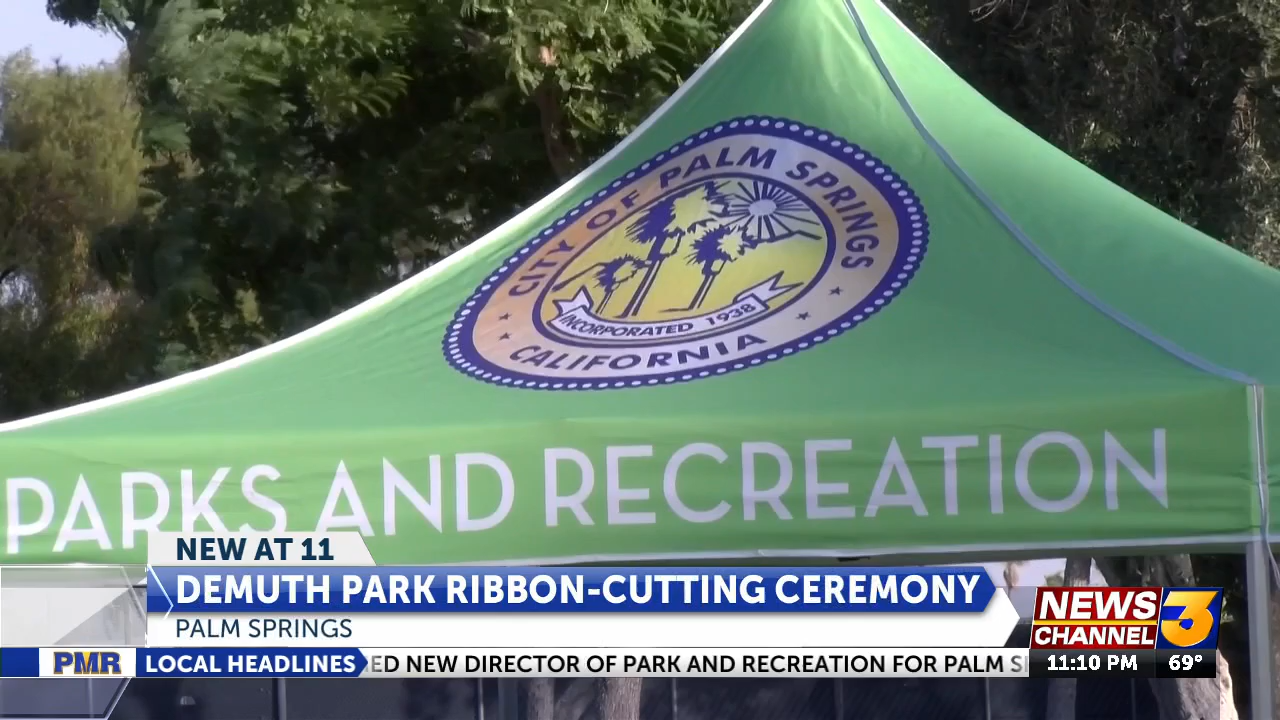 CITY OF PALM SPRINGS
INCORPORATED 1938
CALIFORNIA
PARKS AND RECREATION
NEW AT 11
DEMUTH PARK RIBBON-CUTTING CEREMONY
PALM SPRINGS
NEWS
CHANNEL 3
11:10 PM 69°
PMR LOCAL HEADLINES NEW DIRECTOR OF PARK AND RECREATION FOR PALM